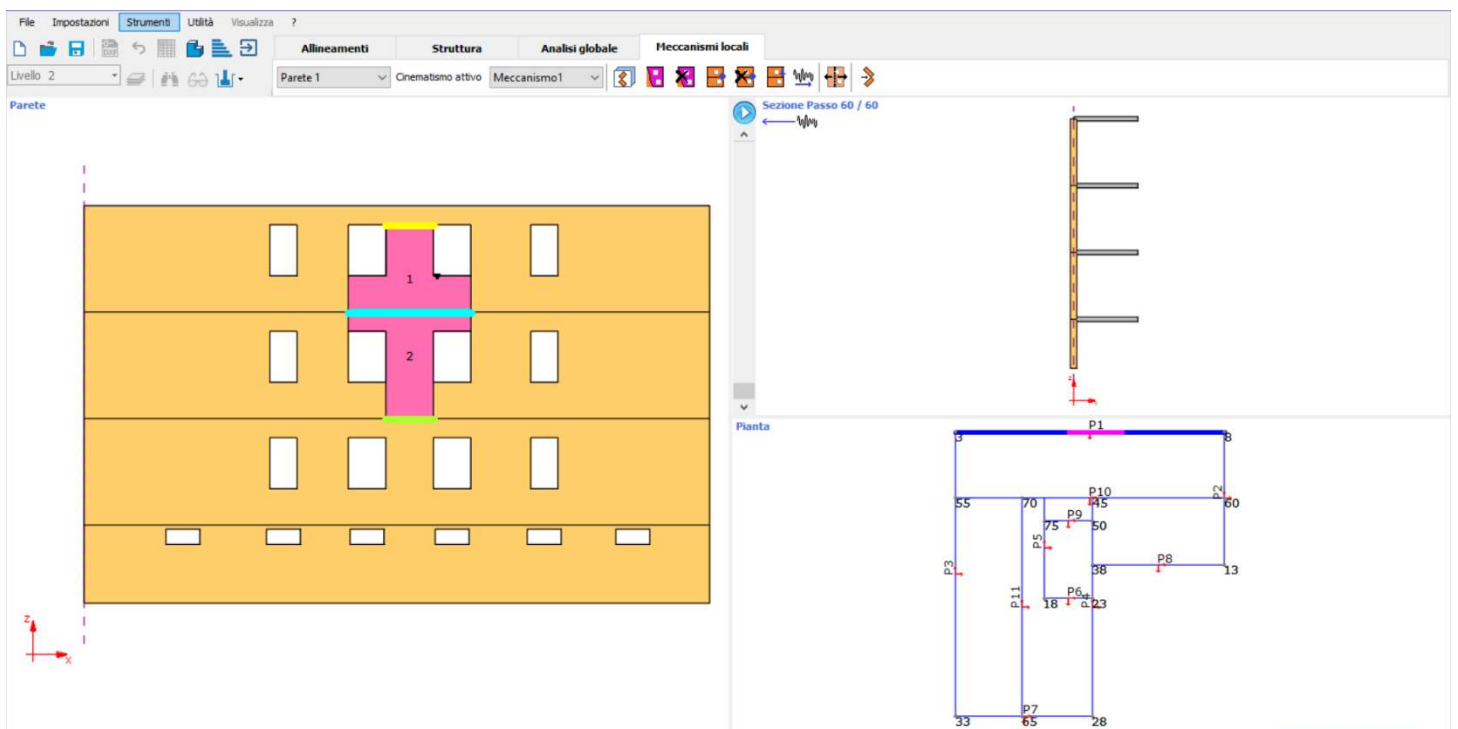 File Impostazioni Strumenti Utilità Visualizza ?
Allineamenti Struttura Analisi globale Meccanismi locali
Livello 2 Parete 1 Cinematismo attivo Meccanismo1
Parete
1
2
z
x
Sezione Passo 60 / 60
Pianta
P1
3 8
P2
P10
55 70 45 60
P9
75 50
P5
P8
P3 38 13
P11 P6 P4
18 23
P7
33 65 28